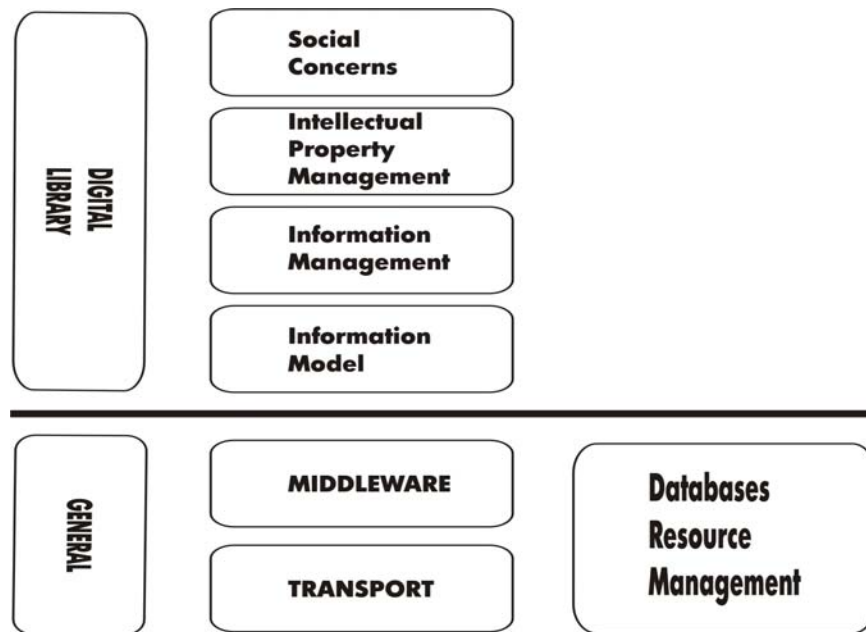 DIGITAL
LIBRARY
Social
Concerns
Intellectual
Property
Management
Information
Management
Information
Model
GENERAL
MIDDLEWARE
TRANSPORT
Databases
Resource
Management